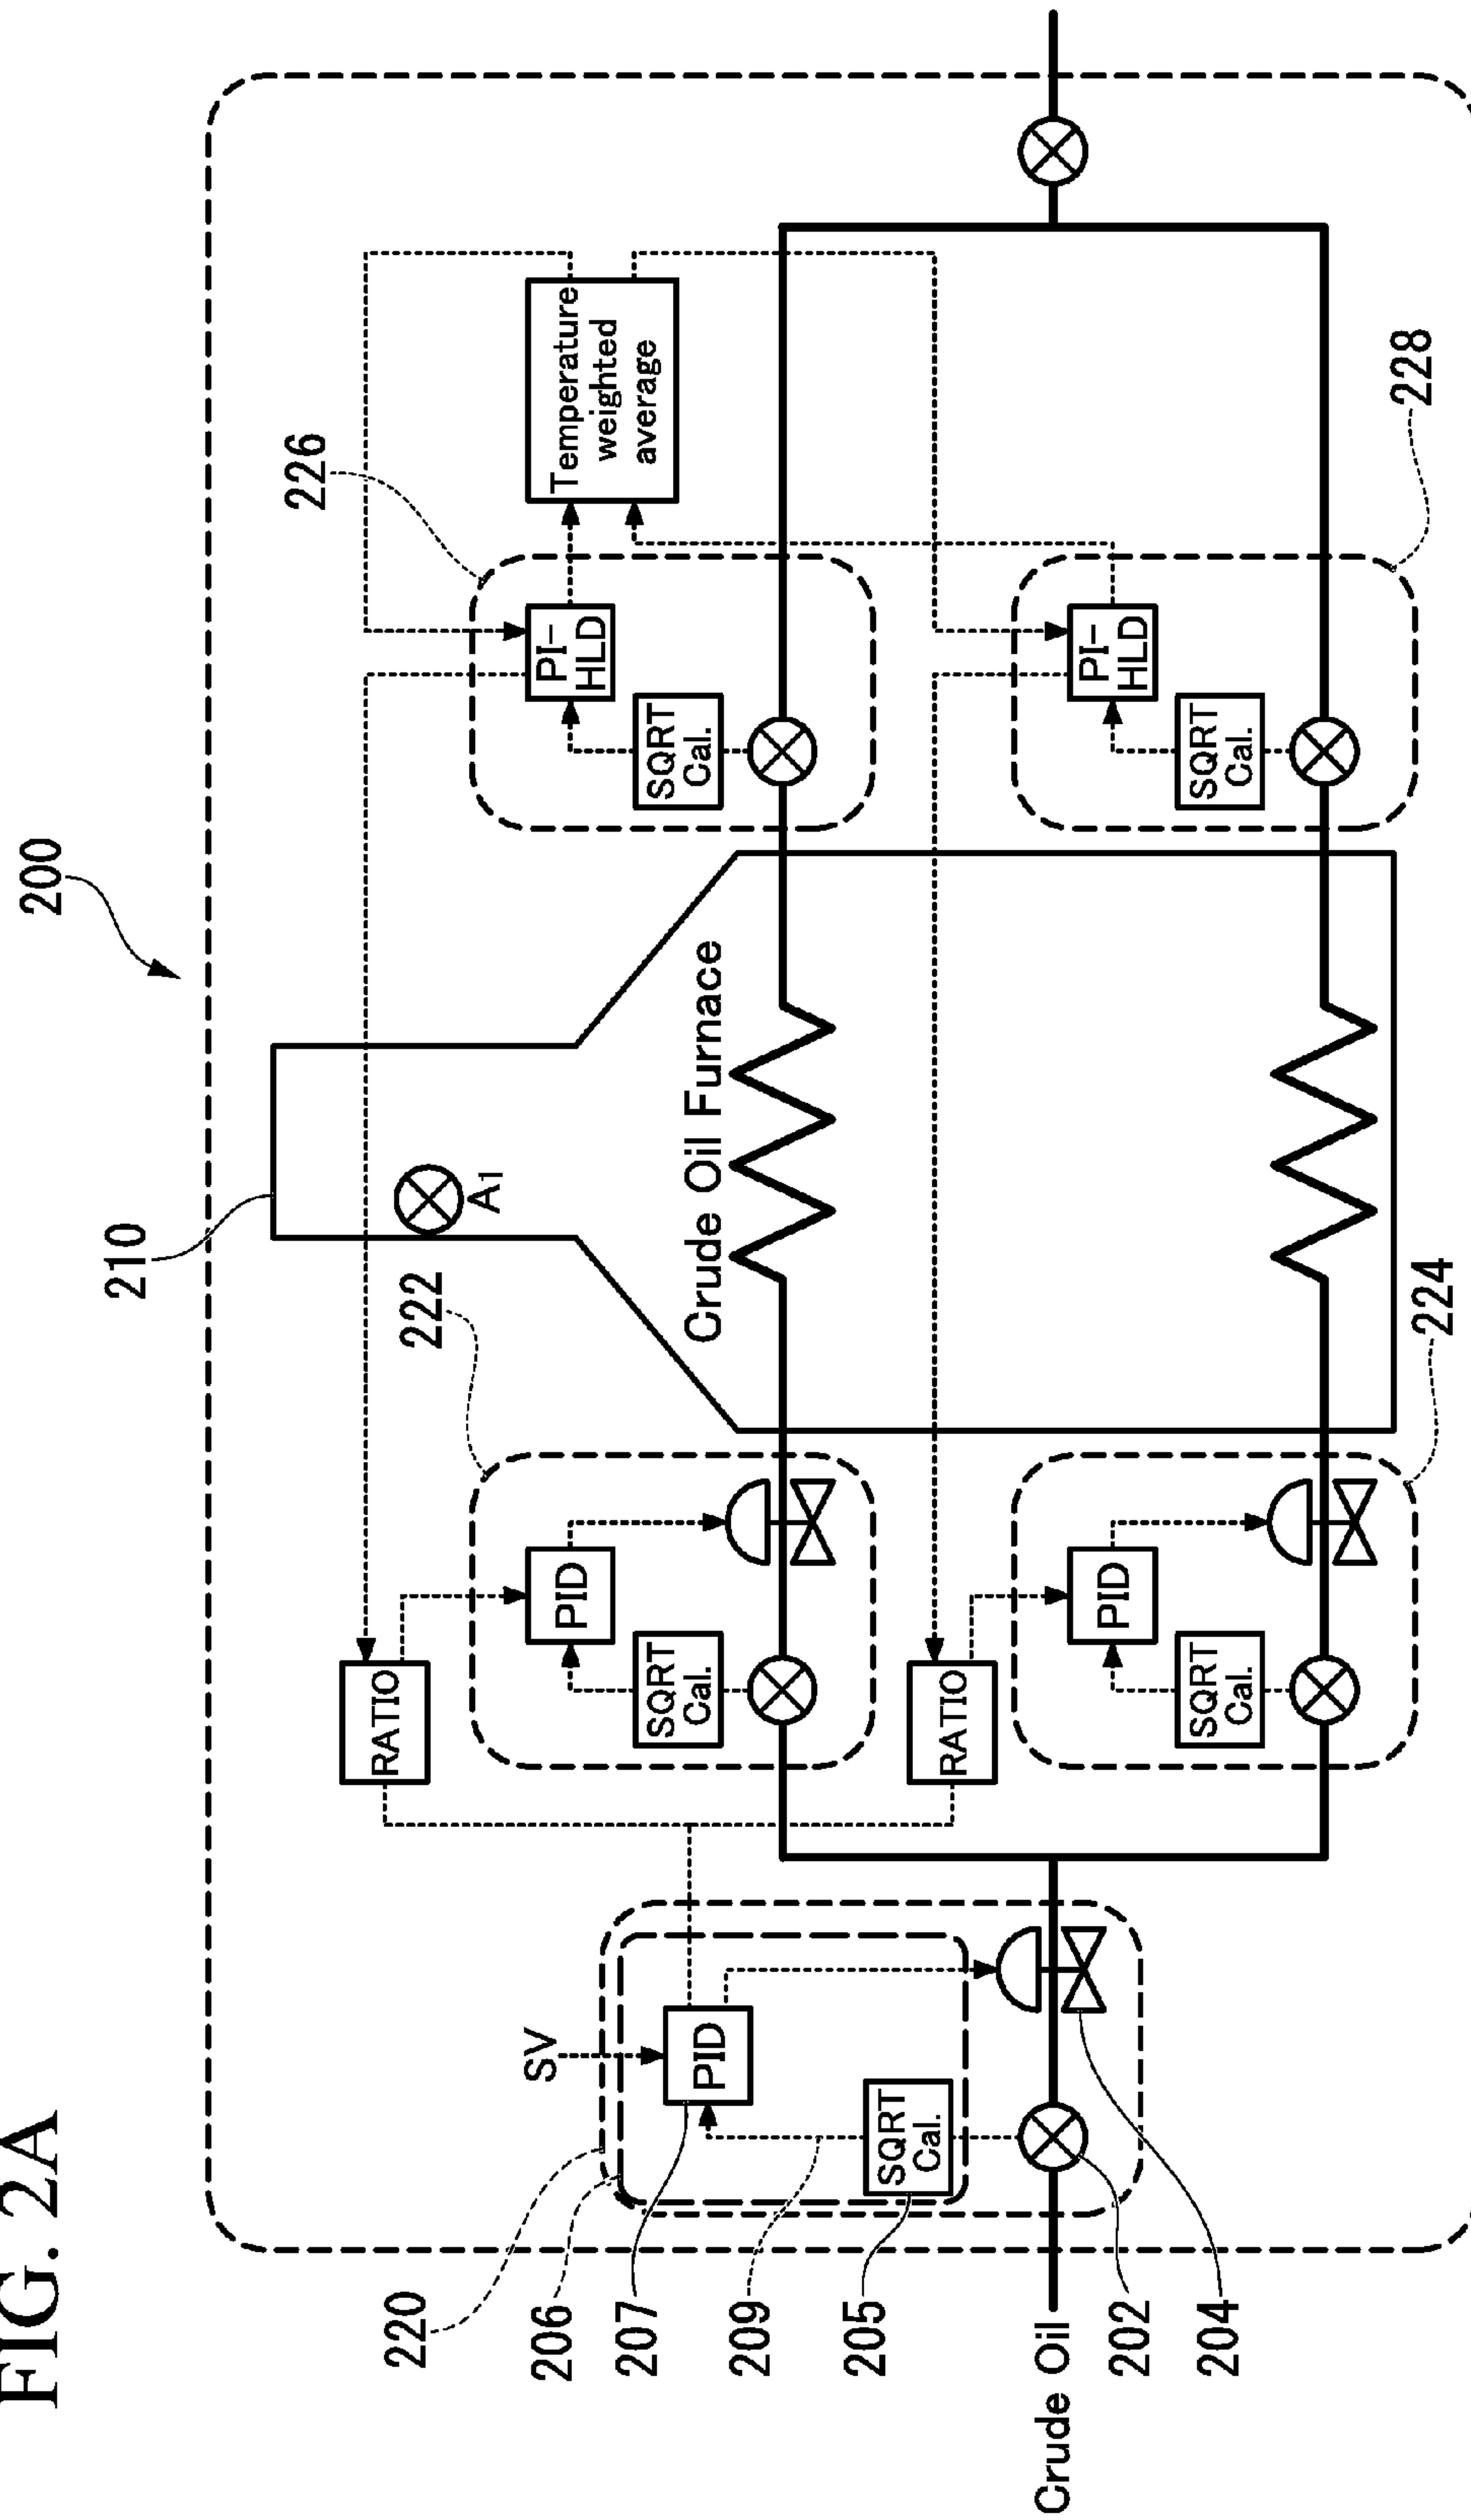 FIG. 2A
200
210
226
222
RATIO
Temperature
weighted
average
PI-
HLD
SQRT
Cal.
PID
SQRT
Cal.
A1
Crude Oil Furnace
SV
PID
SQRT
Cal.
RATIO
PID
SQRT
Cal.
PI-
HLD
SQRT
Cal.
228
224
220
206
207
209
205
Crude Oil
202
204